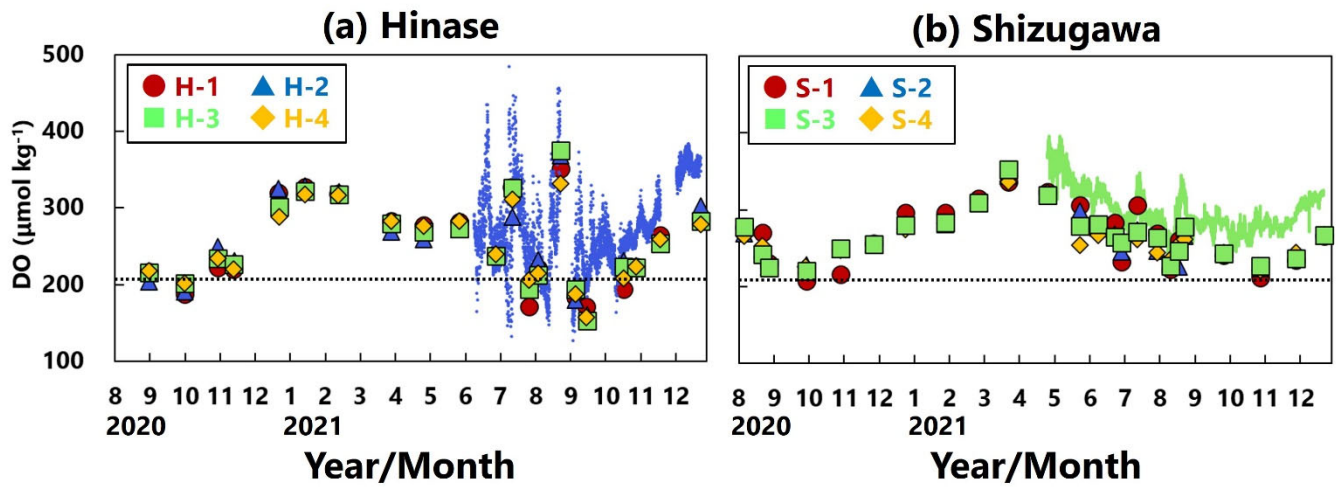 (a) Hinase
(b) Shizugawa
DO (µmol kg⁻¹)
500
400
300
200
100
H-1 H-2
H-3 H-4
S-1 S-2
S-3 S-4
8 9 10 11 12 1 2 3 4 5 6 7 8 9 10 11 12
2020 2021
8 9 10 11 12 1 2 3 4 5 6 7 8 9 10 11 12
2020 2021
Year/Month
Year/Month